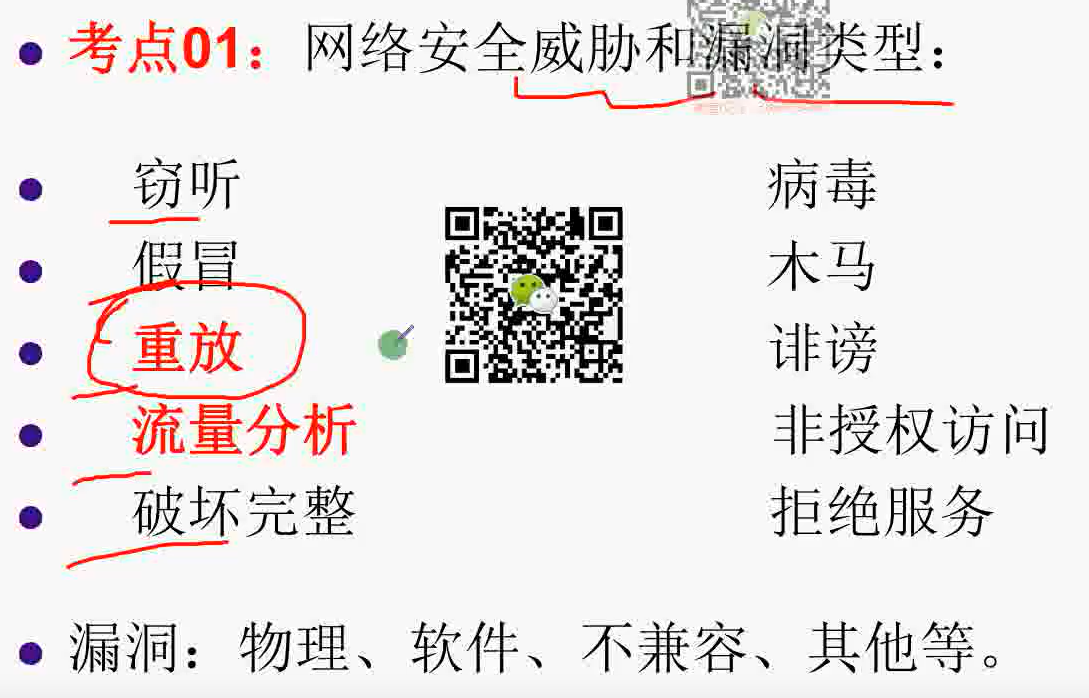 考点01：网络安全威胁和漏洞类型：
窃听 病毒
假冒 木马
重放 诽谤
流量分析 非授权访问
破坏完整 拒绝服务
漏洞：物理、软件、不兼容、其他等。